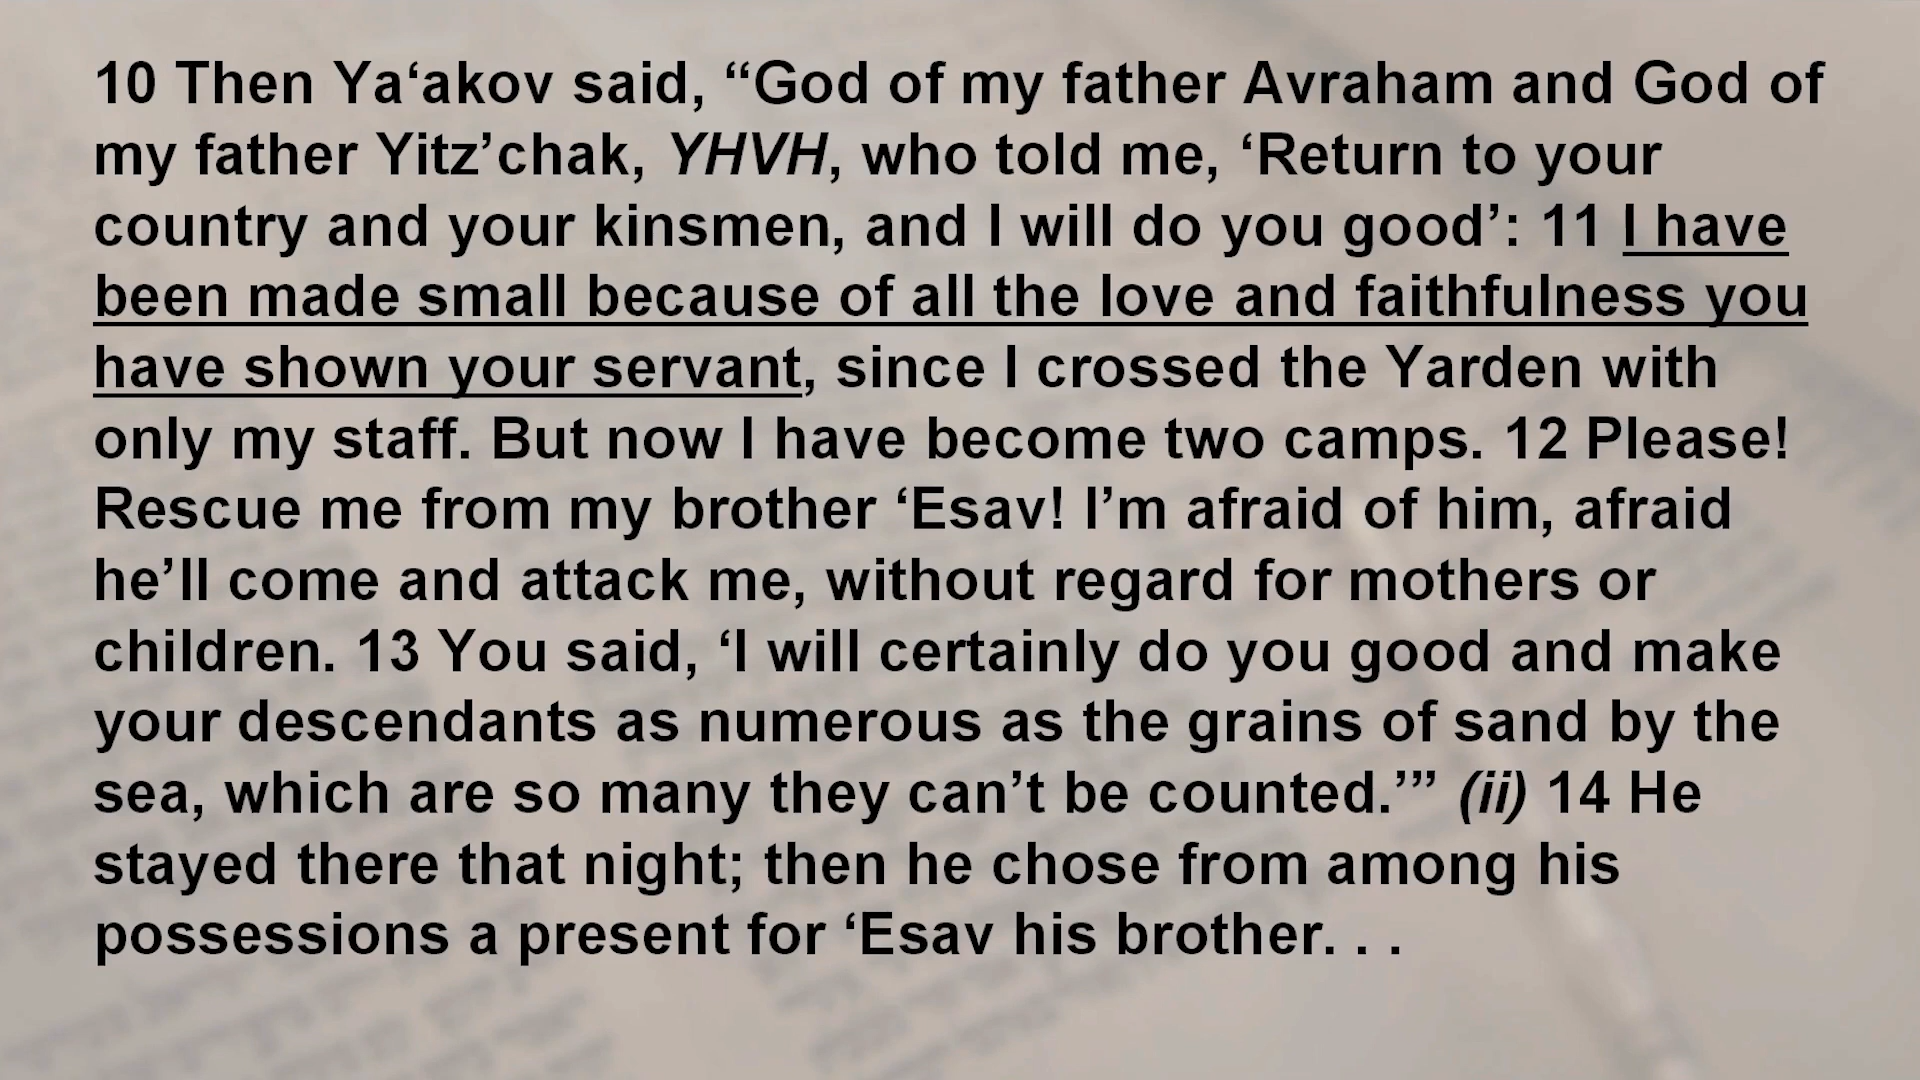 10 Then Ya‘akov said, “God of my father Avraham and God of
my father Yitz’chak, YHVH, who told me, ‘Return to your
country and your kinsmen, and I will do you good’: 11 I have
been made small because of all the love and faithfulness you
have shown your servant, since I crossed the Yarden with
only my staff. But now I have become two camps. 12 Please!
Rescue me from my brother ‘Esav! I’m afraid of him, afraid
he’ll come and attack me, without regard for mothers or
children. 13 You said, ‘I will certainly do you good and make
your descendants as numerous as the grains of sand by the
sea, which are so many they can’t be counted.’” (ii) 14 He
stayed there that night; then he chose from among his
possessions a present for ‘Esav his brother. . .